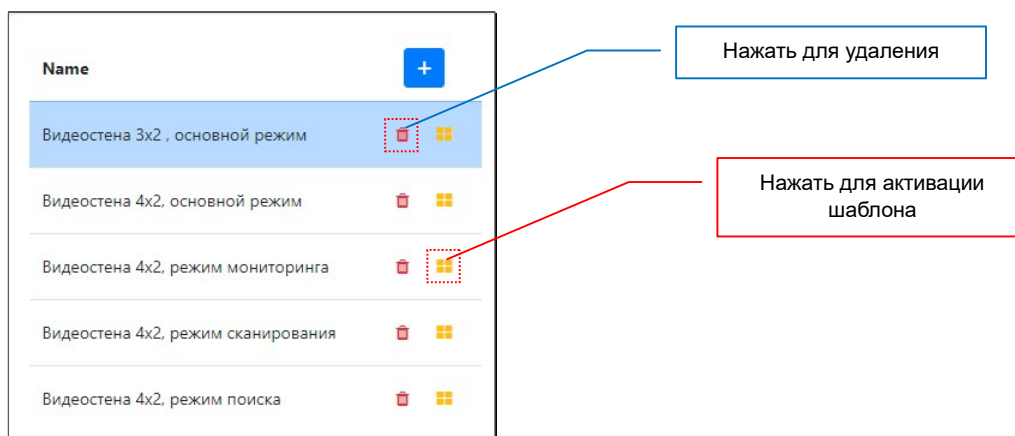 Name
+
Нажать для удаления
Видеостена 3x2 , основной режим
Видеостена 4x2, основной режим
Нажать для активации
шаблона
Видеостена 4x2, режим мониторинга
Видеостена 4x2, режим сканирования
Видеостена 4x2, режим поиска